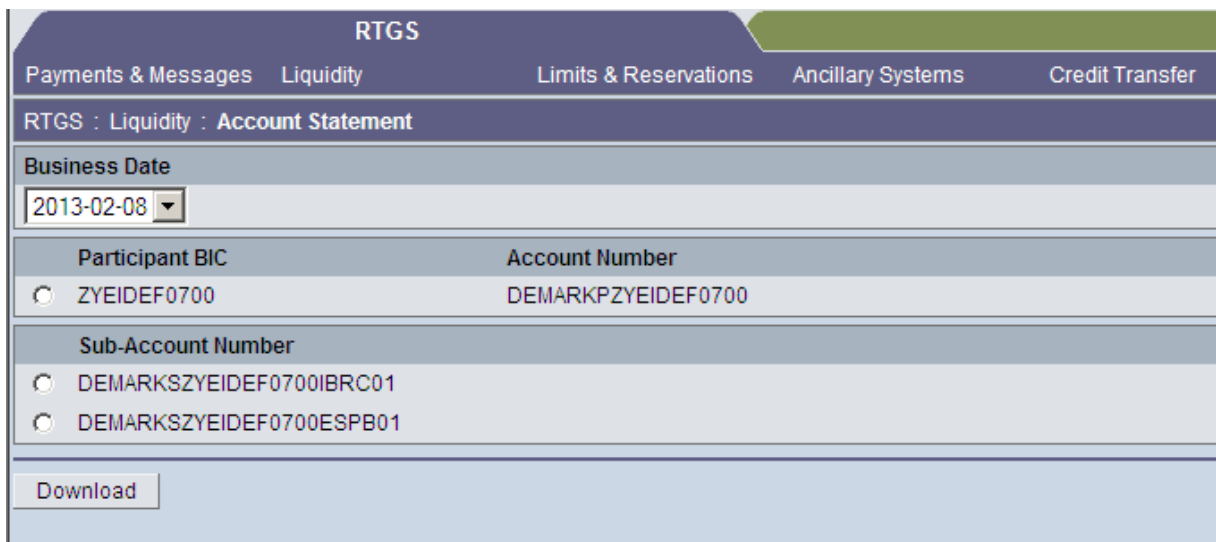 RTGS
Payments & Messages Liquidity Limits & Reservations Ancillary Systems Credit Transfer
RTGS : Liquidity : Account Statement
Business Date
2013-02-08
Participant BIC Account Number
ZYEIDEF0700 DEMARKPZYEIDEF0700
Sub-Account Number
DEMARKSZYEIDEF0700IBRC01
DEMARKSZYEIDEF0700ESPB01
Download